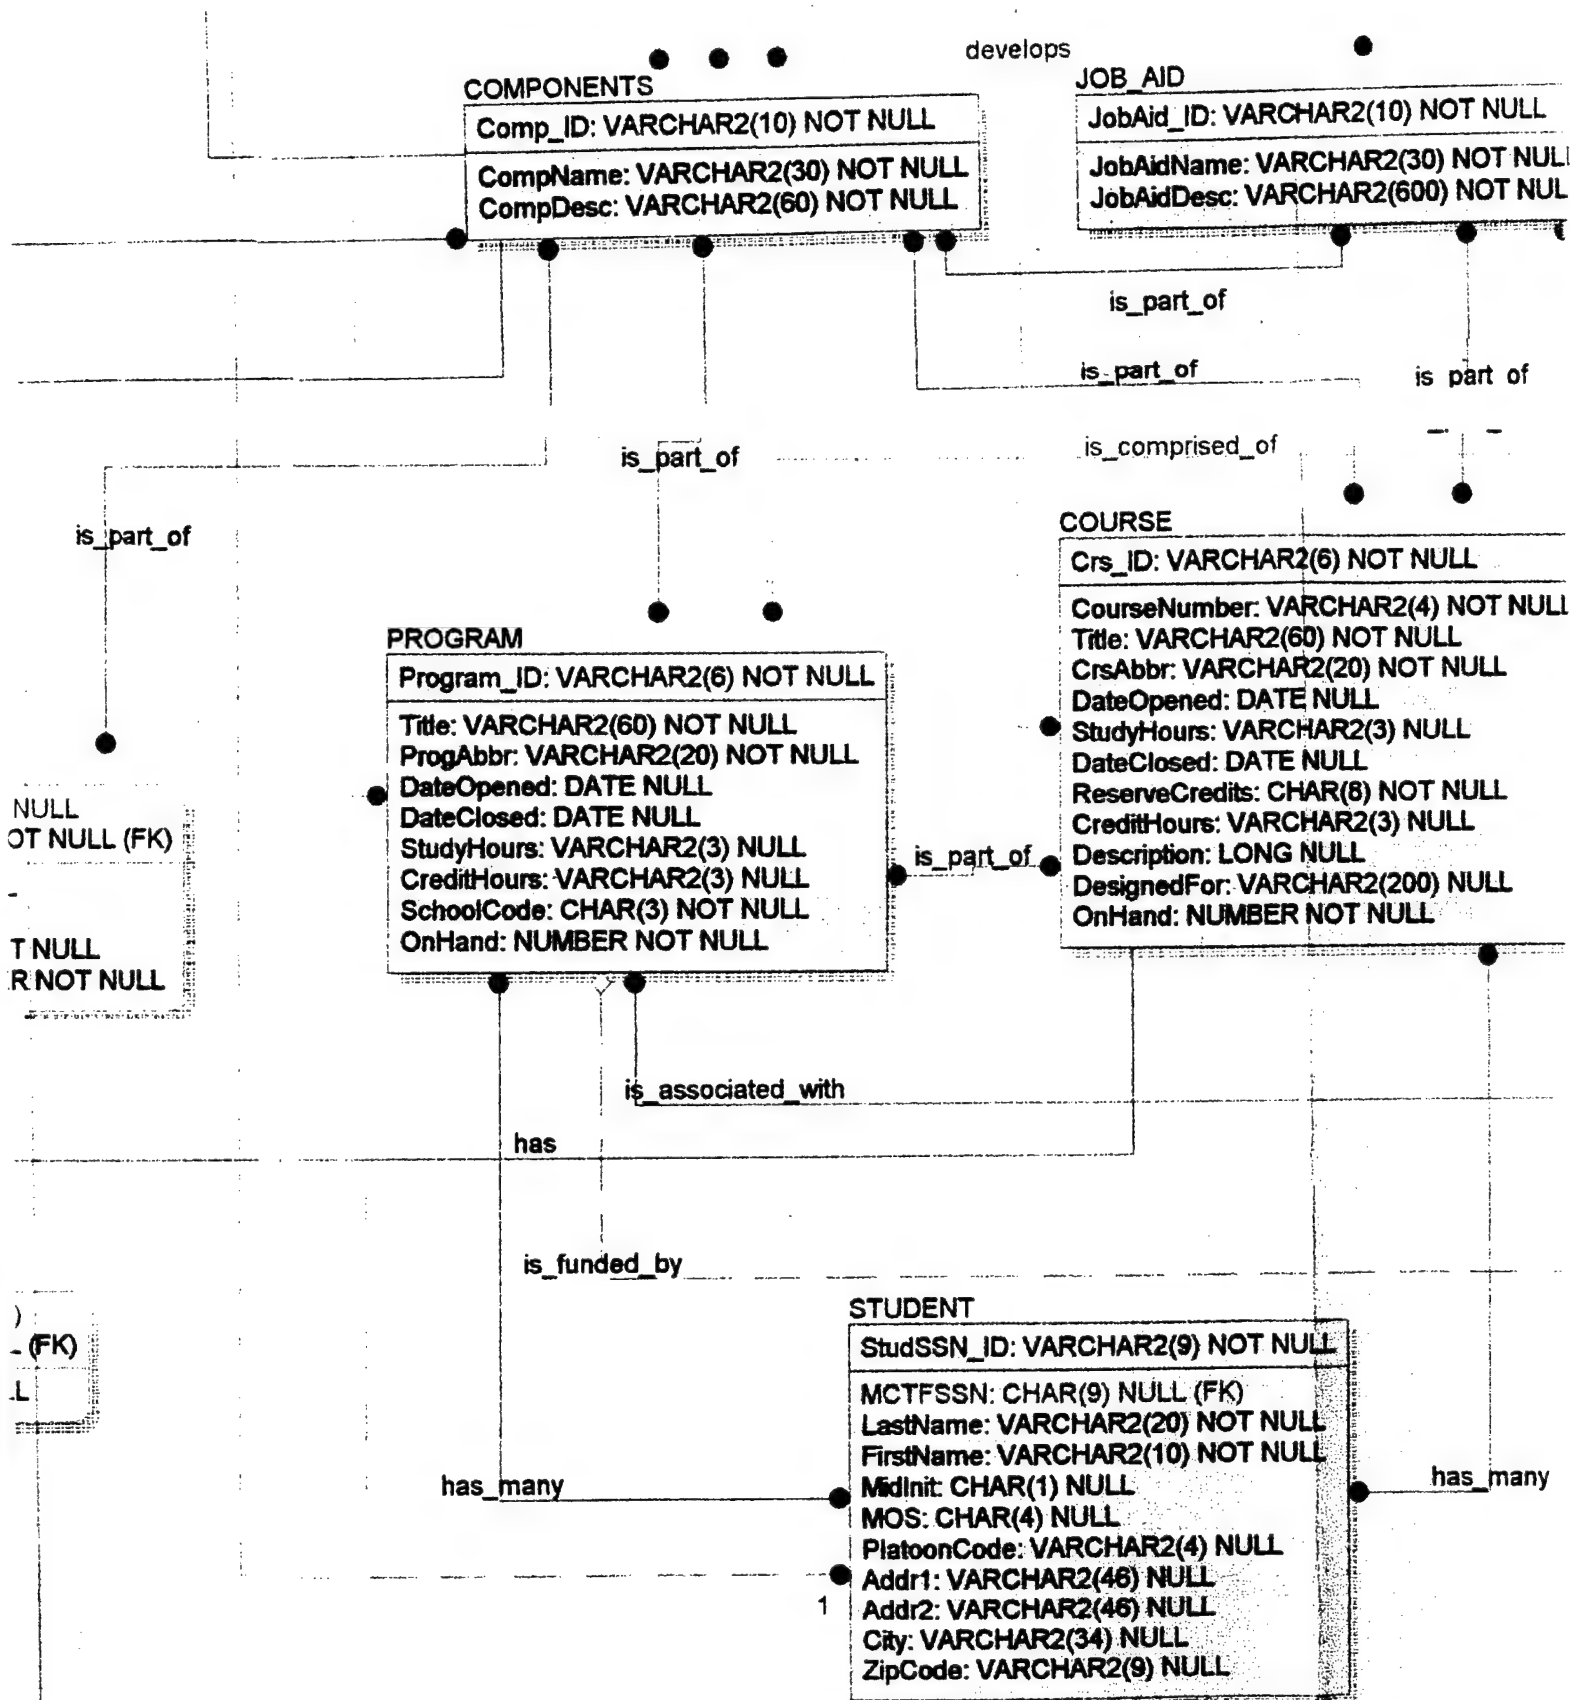 develops
COMPONENTS
Comp_ID: VARCHAR2(10) NOT NULL
CompName: VARCHAR2(30) NOT NULL
CompDesc: VARCHAR2(60) NOT NULL
JOB_AID
JobAid_ID: VARCHAR2(10) NOT NULL
JobAidName: VARCHAR2(30) NOT NULL
JobAidDesc: VARCHAR2(600) NOT NUL
is_part_of
is_part_of
is part of
is_part_of
is_comprised_of
is_part_of
COURSE
Crs_ID: VARCHAR2(6) NOT NULL
CourseNumber: VARCHAR2(4) NOT NULL
Title: VARCHAR2(60) NOT NULL
CrsAbbr: VARCHAR2(20) NOT NULL
DateOpened: DATE NULL
StudyHours: VARCHAR2(3) NULL
DateClosed: DATE NULL
ReserveCredits: CHAR(8) NOT NULL
CreditHours: VARCHAR2(3) NULL
Description: LONG NULL
DesignedFor: VARCHAR2(200) NULL
OnHand: NUMBER NOT NULL
PROGRAM
Program_ID: VARCHAR2(6) NOT NULL
Title: VARCHAR2(60) NOT NULL
ProgAbbr: VARCHAR2(20) NOT NULL
DateOpened: DATE NULL
DateClosed: DATE NULL
StudyHours: VARCHAR2(3) NULL
CreditHours: VARCHAR2(3) NULL
SchoolCode: CHAR(3) NOT NULL
OnHand: NUMBER NOT NULL
is_part_of
NULL
OT NULL (FK)
T NULL
R NOT NULL
is_associated_with
has
is_funded_by
)
(FK)
LL
STUDENT
StudSSN_ID: VARCHAR2(9) NOT NULL
MCTFSSN: CHAR(9) NULL (FK)
LastName: VARCHAR2(20) NOT NULL
FirstName: VARCHAR2(10) NOT NULL
MidInit: CHAR(1) NULL
MOS: CHAR(4) NULL
PlatoonCode: VARCHAR2(4) NULL
Addr1: VARCHAR2(46) NULL
Addr2: VARCHAR2(46) NULL
City: VARCHAR2(34) NULL
ZipCode: VARCHAR2(9) NULL
has_many
has_many
1